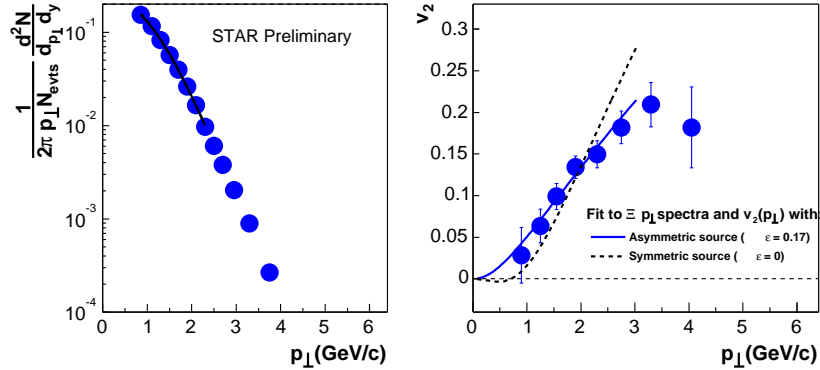 1
2π p⊥N_evts
d²N
d_p⊥ d_y
STAR Preliminary
10⁻¹
10⁻²
10⁻³
10⁻⁴
0 1 2 3 4 5 6
p⊥(GeV/c)
v₂
0.3
0.25
0.2
0.15
0.1
0.05
0
Fit to Ξ p⊥spectra and v₂(p⊥) with:
Asymmetric source ( ε = 0.17)
Symmetric source ( ε = 0)
0 1 2 3 4 5 6
p⊥(GeV/c)